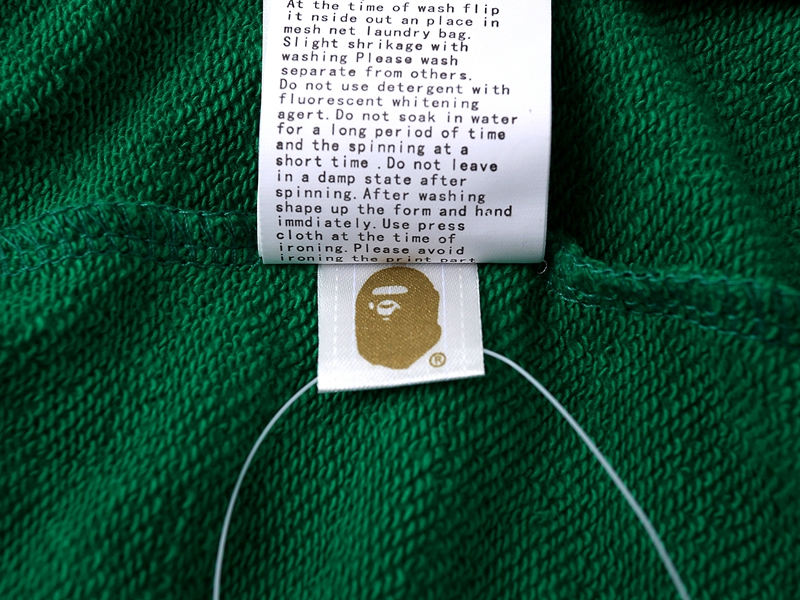 At the time of wash flip
it nside out an place in
mesh net laundry bag.
Slight shrikage with
washing Please wash
separate from others.
Do not use detergent with
fluorescent whitening
agert. Do not soak in water
for a long period of time
and the spinning at a
short time . Do not leave
in a damp state after
spinning. After washing
shape up the form and hand
immdiately. Use press
cloth at the time of
ironing. Please avoid
ironing the print part
®